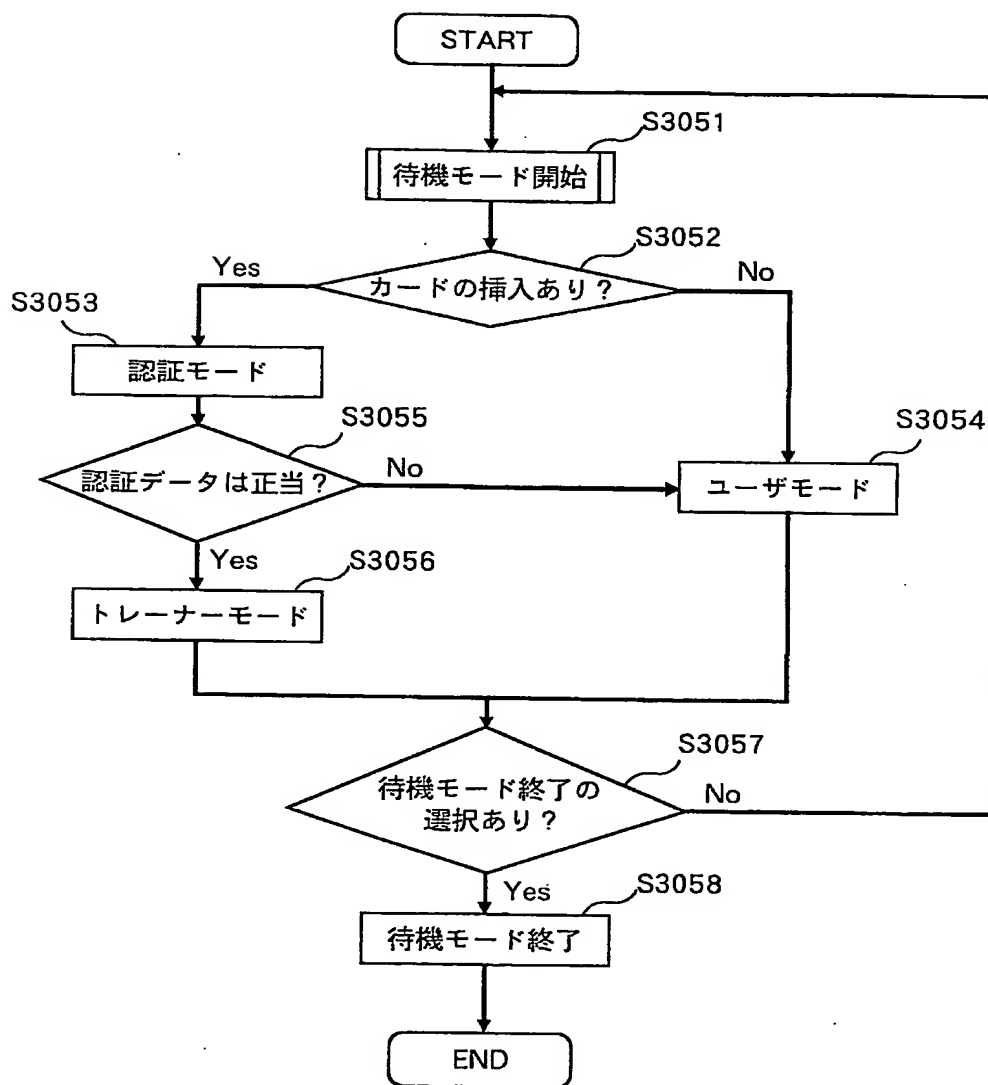 START
S3051
待機モード開始
S3052
Yes
カードの挿入あり？
No
S3053
認証モード
S3055
認証データは正当？
No
S3054
ユーザモード
Yes
S3056
トレーナーモード
S3057
待機モード終了の
選択あり？
No
Yes
S3058
待機モード終了
END